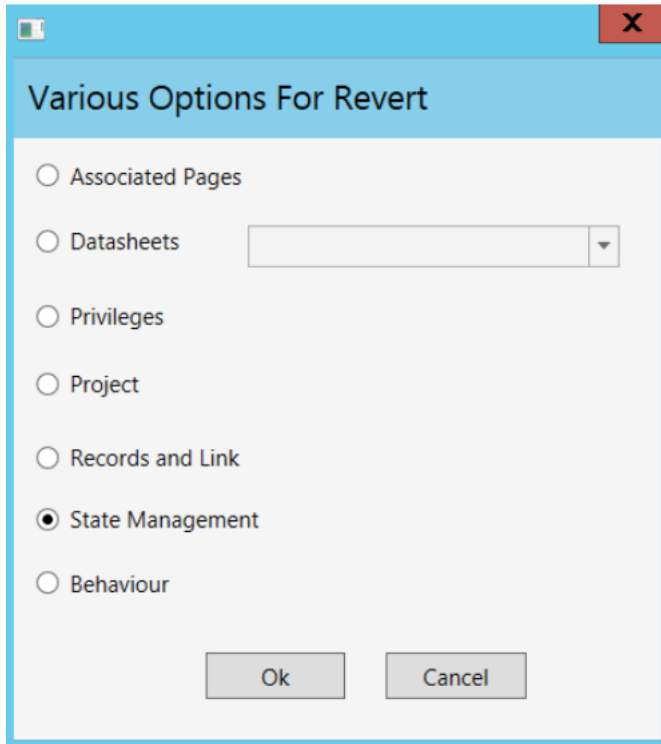 X
Various Options For Revert
Associated Pages
Datasheets
Privileges
Project
Records and Link
State Management
Behaviour
Ok Cancel